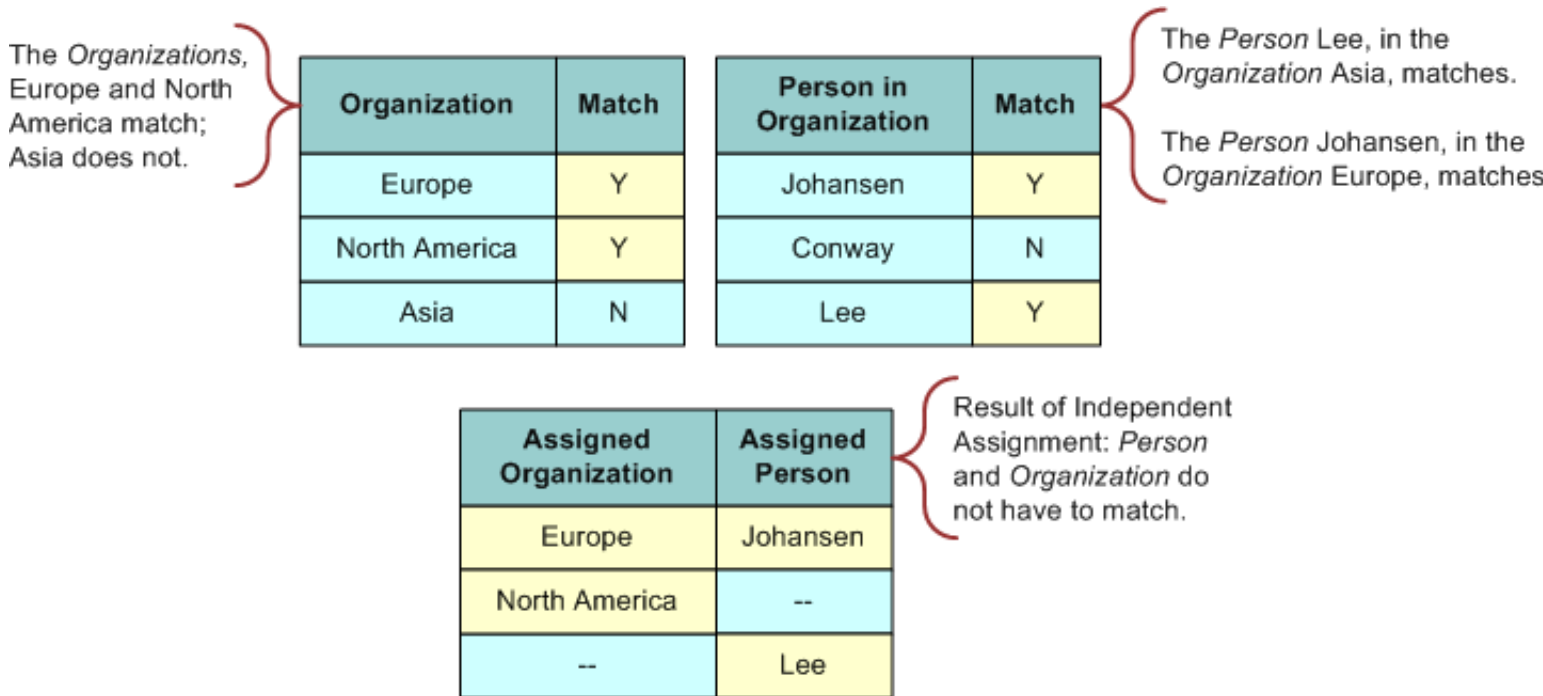 The Organizations,
Europe and North
America match;
Asia does not.
Organization Match
Europe Y
North America Y
Asia N
Person in
Organization Match
Johansen Y
Conway N
Lee Y
The Person Lee, in the
Organization Asia, matches.
The Person Johansen, in the
Organization Europe, matches
Assigned
Organization
Assigned
Person
Europe Johansen
North America --
-- Lee
Result of Independent
Assignment: Person
and Organization do
not have to match.